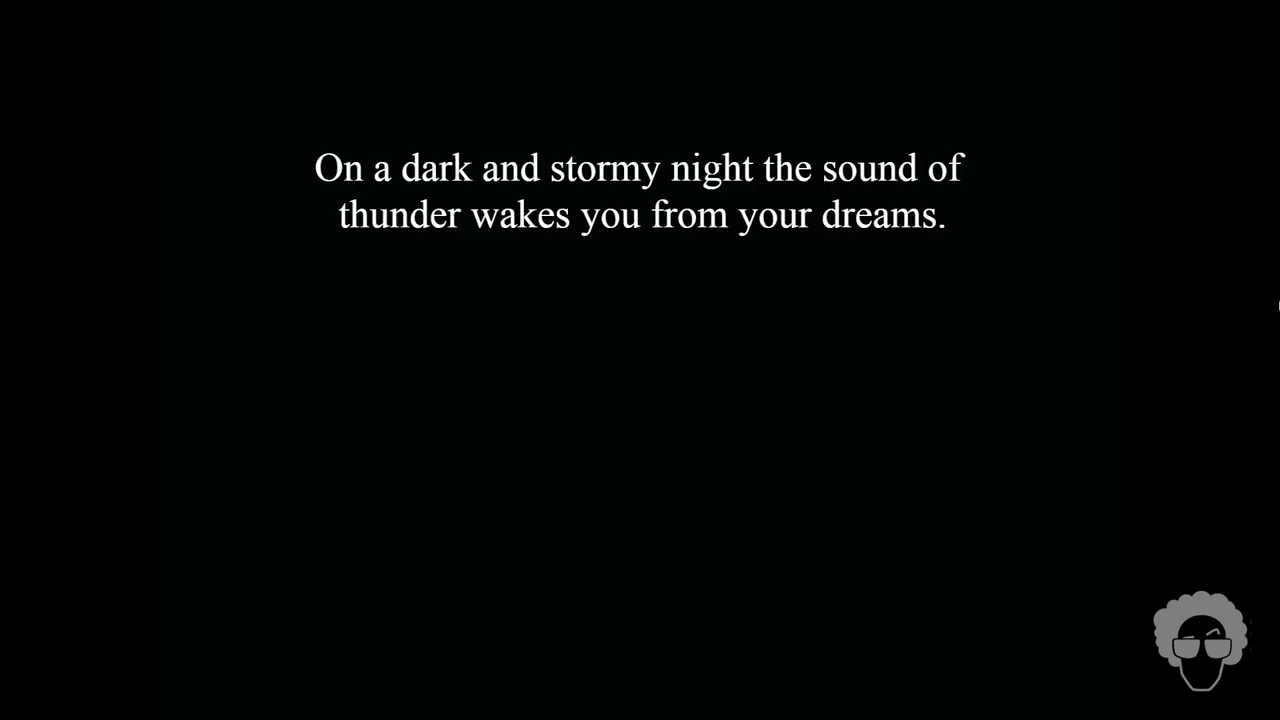 On a dark and stormy night the sound of
thunder wakes you from your dreams.